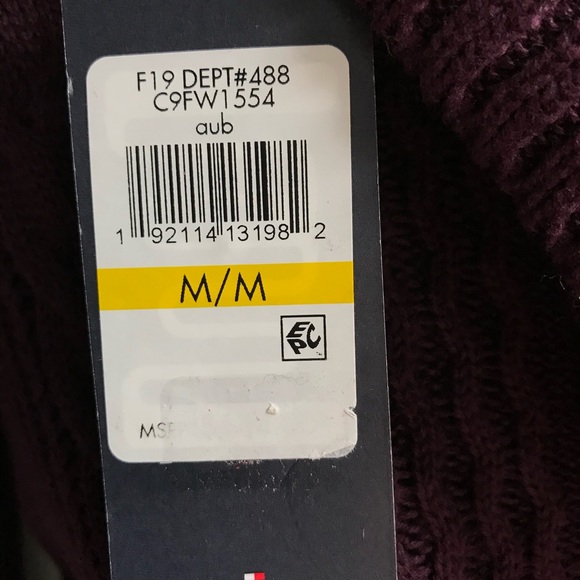 F19 DEPT#488
C9FW1554
aub
1 92114 13198 2
M/M
EPC